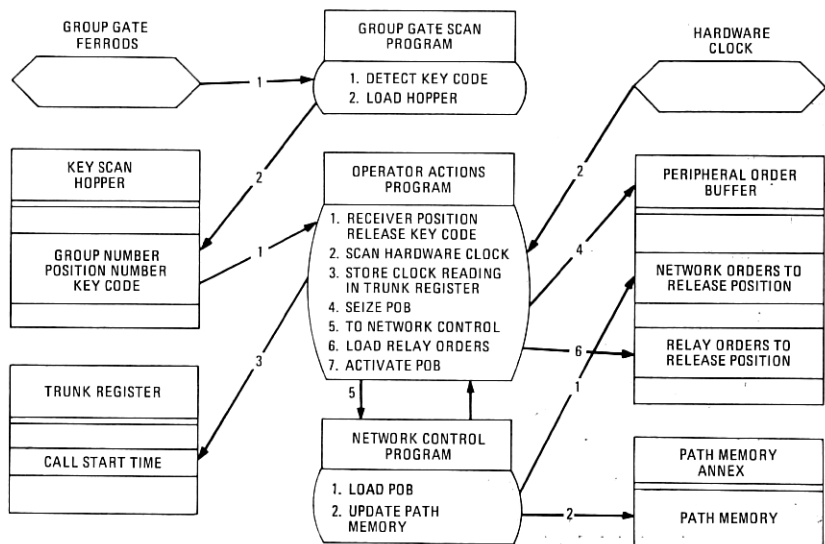 GROUP GATE
FERRODS
GROUP GATE SCAN
PROGRAM
HARDWARE
CLOCK
1. DETECT KEY CODE
2. LOAD HOPPER
1
2
2
KEY SCAN
HOPPER
GROUP NUMBER
POSITION NUMBER
KEY CODE
1
OPERATOR ACTIONS
PROGRAM
1. RECEIVER POSITION
RELEASE KEY CODE
2. SCAN HARDWARE CLOCK
3. STORE CLOCK READING
IN TRUNK REGISTER
4. SEIZE POB
5. TO NETWORK CONTROL
6. LOAD RELAY ORDERS
7. ACTIVATE POB
4
6
1
PERIPHERAL ORDER
BUFFER
NETWORK ORDERS TO
RELEASE POSITION
RELAY ORDERS TO
RELEASE POSITION
3
5
TRUNK REGISTER
CALL START TIME
NETWORK CONTROL
PROGRAM
1. LOAD POB
2. UPDATE PATH
MEMORY
2
PATH MEMORY
ANNEX
PATH MEMORY